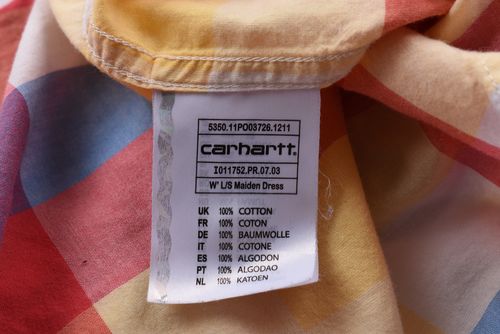 5350.11PO03726.1211
carhartt.
I011752.PR.07.03
W' L/S Maiden Dress
UK 100% COTTON
FR 100% COTON
DE 100% BAUMWOLLE
IT 100% COTONE
ES 100% ALGODON
PT 100% ALGODAO
NL 100% KATOEN